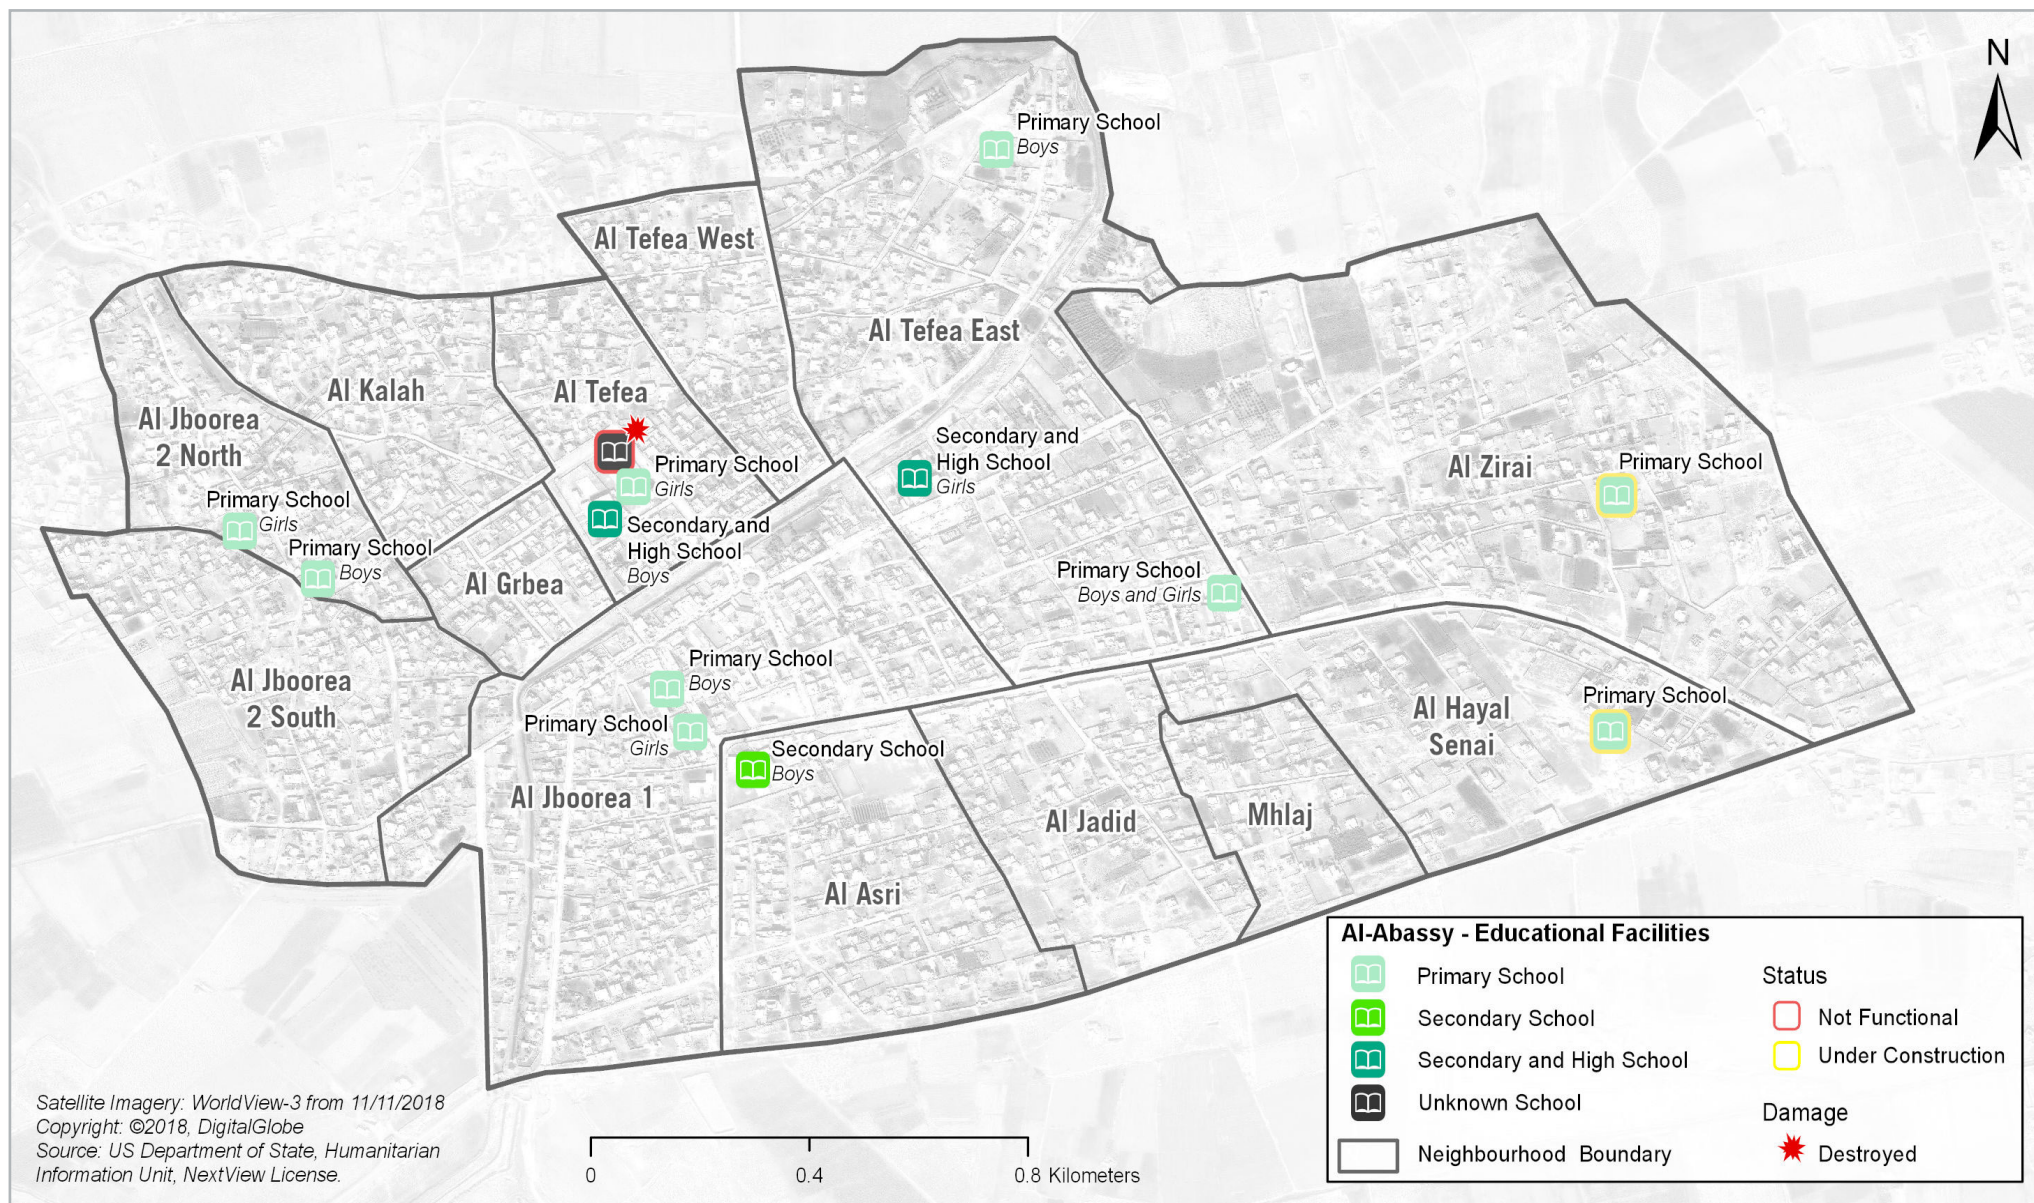 N
Primary School
Boys
Al Tefea West
Al Tefea East
Al Kalah
Al Tefea
Al Jboorea
2 North
Secondary and
High School
Girls
Primary School
Girls
Al Zirai
Primary School
Primary School
Girls
Secondary and
High School
Boys
Primary School
Boys
Al Grbea
Primary School
Boys and Girls
Primary School
Boys
Al Jboorea
2 South
Primary School
Girls
Al Hayal
Senai
Primary School
Secondary School
Boys
Al Jboorea 1
Al Jadid
Mhlaj
Al Asri
Al-Abassy - Educational Facilities
Primary School
Secondary School
Secondary and High School
Unknown School
Neighbourhood Boundary
Status
Not Functional
Under Construction
Damage
Destroyed
Satellite Imagery: WorldView-3 from 11/11/2018
Copyright: ©2018, DigitalGlobe
Source: US Department of State, Humanitarian
Information Unit, NextView License.
0 0.4 0.8 Kilometers